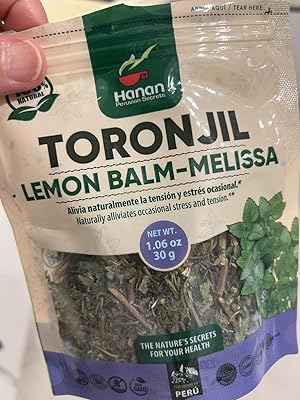 AQUÍ / TEAR HERE
100%
NATURAL
Hanan
Peruvian Secrets
TORONJIL
LEMON BALM-MELISSA
Alivia naturalmente la tensión y estrés ocasional.*
Naturally alliviates occasional stress and tension.**
NET WT.
1.06 oz
30 g
THE NATURE'S SECRETS
FOR YOUR HEALTH
PERÚ